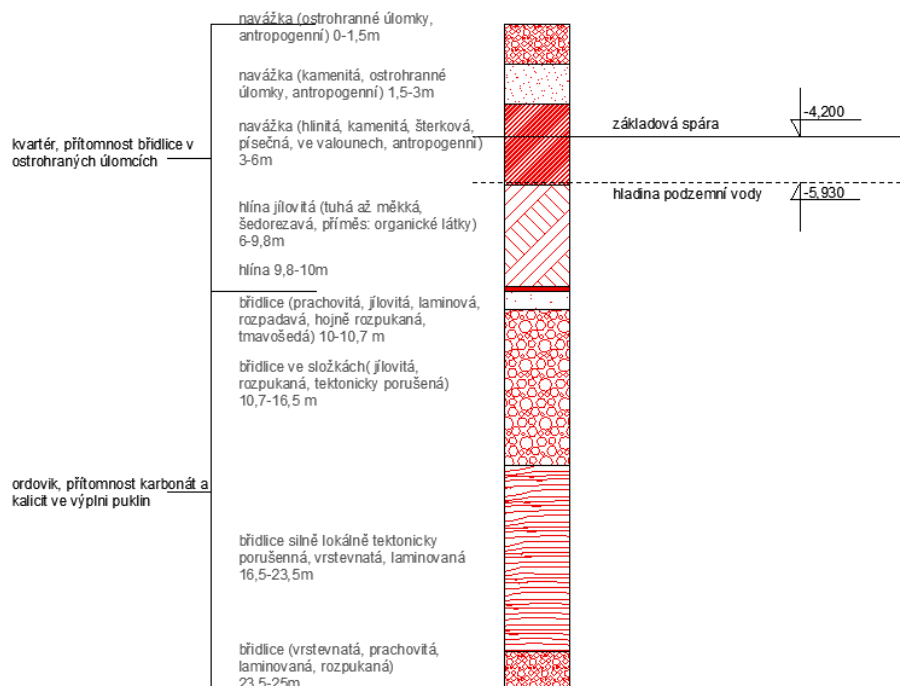 navážka (ostrohranné úlomky,
antropogenní) 0-1,5m
navážka (kamenitá, ostrohranné
úlomky, antropogenní) 1,5-3m
navážka (hlinitá, kamenitá, šterková,
písečná, ve valounech, antropogenní)
3-6m
kvartér, přítomnost břidlice v
ostrohraných úlomcích
hlína jílovitá (tuhá až měkká,
šedorezavá, příměs: organické látky)
6-9,8m
hlína 9,8-10m
břidlice (prachovitá, jílovitá, laminová,
rozpadavá, hojně rozpukaná,
tmavošedá) 10-10,7 m
břidlice ve složkách( jílovitá,
rozpukaná, tektonicky porušená)
10,7-16,5 m
ordovik, přítomnost karbonát a
kalicit ve výplni puklin
břidlice silně lokálně tektonicky
porušenná, vrstevnatá, laminovaná
16,5-23,5m
břidlice (vrstevnatá, prachovitá,
laminovaná, rozpukaná)
23,5-25m
základová spára
-4,200
hladina podzemní vody
-5,930